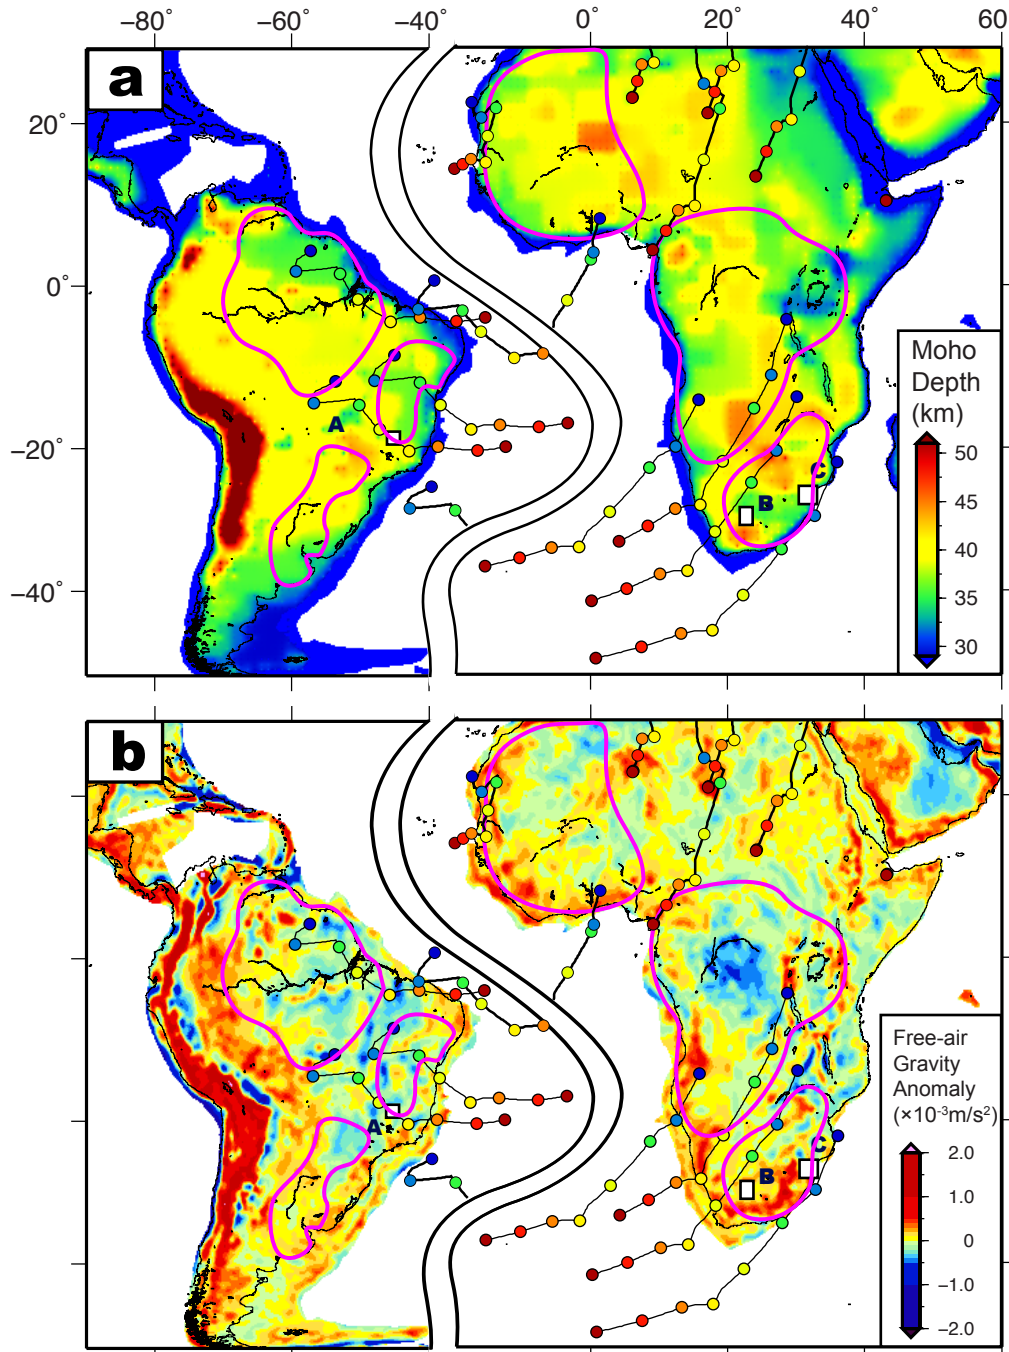 −80˚ −60˚ −40˚ 0˚ 20˚ 40˚ 60
a
20˚
0˚
−20˚
−40˚
A
B
C
Moho
Depth
(km)
50
45
40
35
30
b
A
B
C
Free-air
Gravity
Anomaly
(×10⁻³m/s²)
2.0
1.0
0
−1.0
−2.0